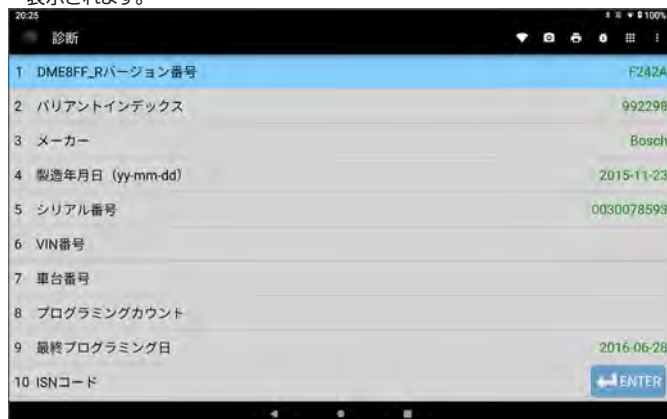 表示されます。
20:25
100%
診断
1 DME8FF_Rバージョン番号 F242A
2 バリアントインデックス 992298
3 メーカー Bosch
4 製造年月日（yy-mm-dd） 2015-11-23
5 シリアル番号 0030078593
6 VIN番号
7 車台番号
8 プログラミングカウント
9 最終プログラミング日 2016-06-28
10 ISNコード
ENTER